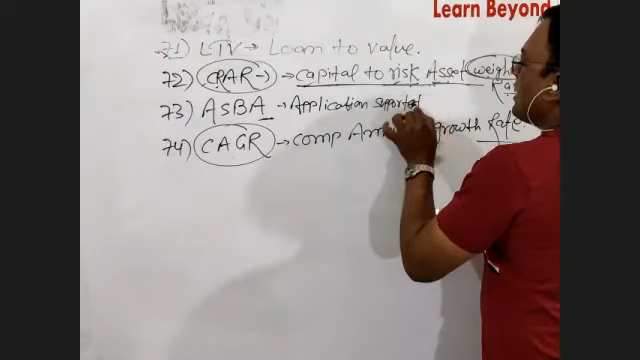 Learn Beyond
71) LTV → Loan to value.
72) CRAR → capital to risk Asset weight
73) ASBA → Application supported
74) CAGR → comp Growth Rate.